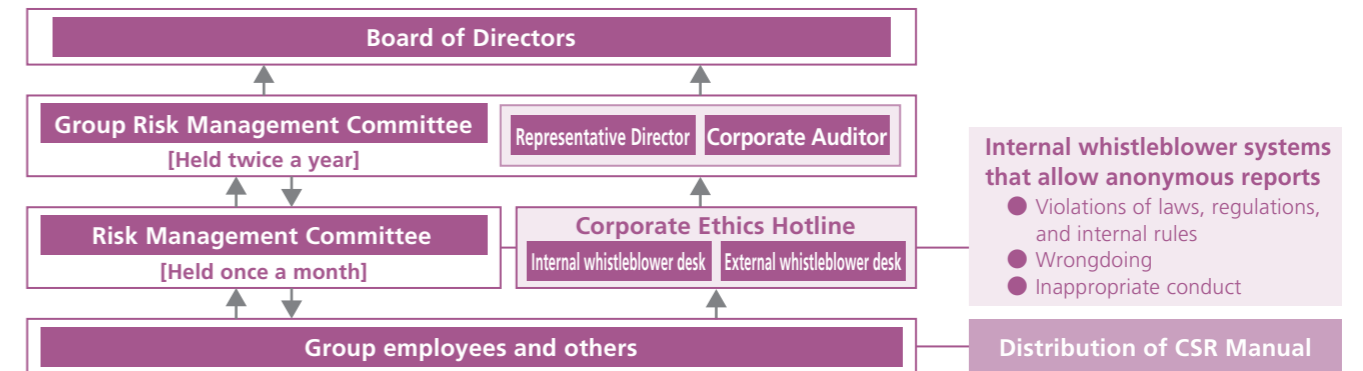 Board of Directors
Group Risk Management Committee
[Held twice a year]
Representative Director
Corporate Auditor
Risk Management Committee
[Held once a month]
Corporate Ethics Hotline
Internal whistleblower desk
External whistleblower desk
Internal whistleblower systems
that allow anonymous reports
● Violations of laws, regulations,
and internal rules
● Wrongdoing
● Inappropriate conduct
Group employees and others
Distribution of CSR Manual